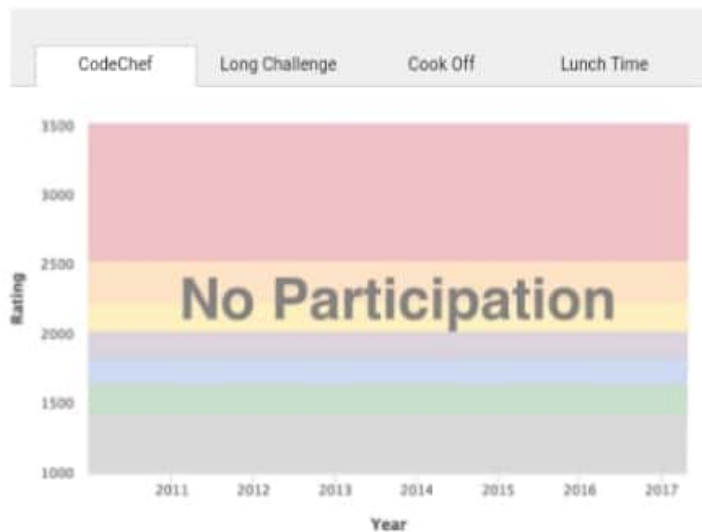 CodeChef Long Challenge Cook Off Lunch Time
3500
3000
2500
2000
1500
1000
Rating
No Participation
2011 2012 2013 2014 2015 2016 2017
Year